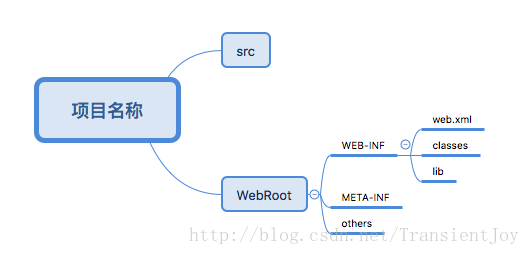 项目名称
src
WebRoot
WEB-INF
web.xml
classes
lib
META-INF
others
http://blog.csdn.net/TransientJoy